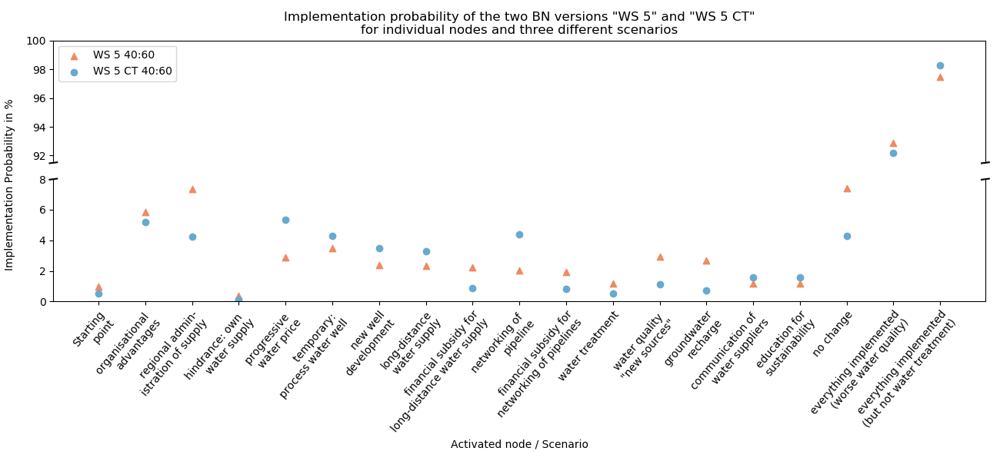 Implementation probability of the two BN versions "WS 5" and "WS 5 CT"
for individual nodes and three different scenarios
WS 5 40:60
WS 5 CT 40:60
Implementation Probability in %
100
98
96
94
92
8
6
4
2
0
Starting
point
organisational
advantages
regional admin-
istration of supply
hindrance: own
water supply
progressive
water price
temporary:
process water well
new well
development
long-distance
water supply
financial subsidy for
long-distance water supply
networking of
pipeline
financial subsidy for
networking of pipelines
water treatment
water quality
"new sources"
groundwater
recharge
communication of
water suppliers
education for
sustainability
no change
everything implemented
(worse water quality)
everything implemented
(but not water treatment)
Activated node / Scenario